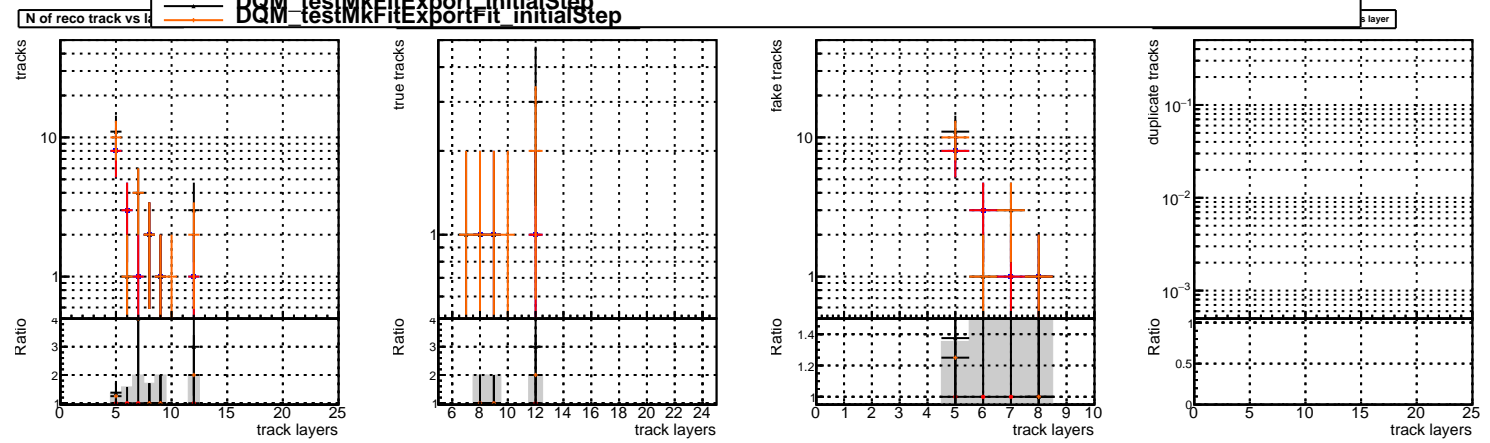 DQM_testMkFitExport_initialStep
DQM_testMkFitExportFit_initialStep
N of reco track vs la
s layer
tracks
10
1
Ratio
4
3
2
1
0 5 10 15 20 25
track layers
true tracks
1
Ratio
4
3
2
1
6 8 10 12 14 16 18 20 22 24
track layers
fake tracks
10
1
Ratio
1.4
1.2
1
0 1 2 3 4 5 6 7 8 9 10
track layers
duplicate tracks
10⁻¹
10⁻²
10⁻³
Ratio
1
0.5
0
0 5 10 15 20 25
track layers